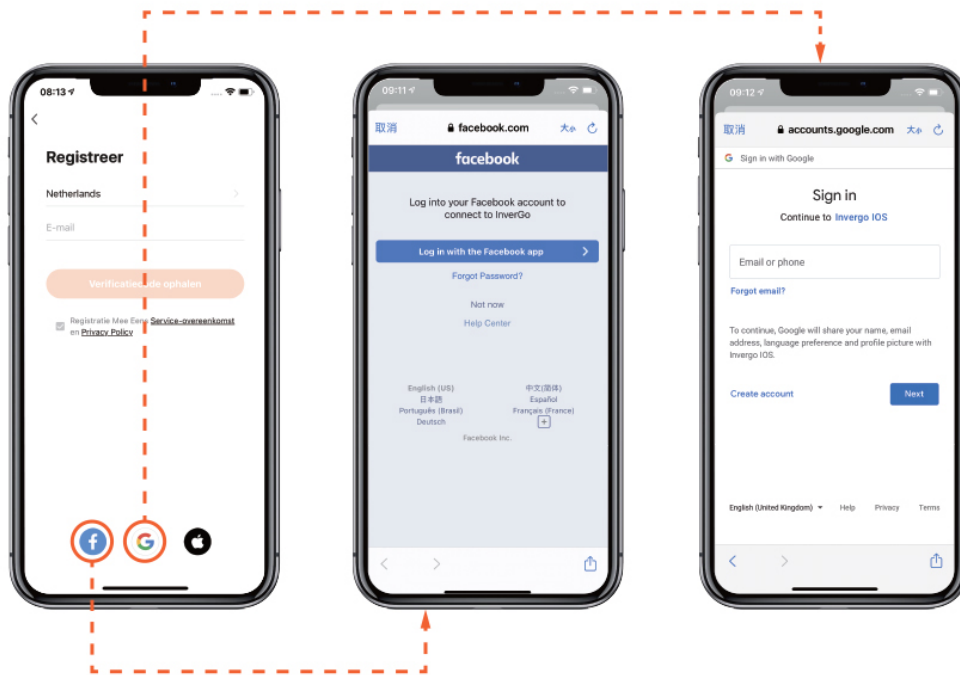 08:13
Registreer
Netherlands
E-mail
Verificatiecode ophalen
Registratie Mee Eens Service-overeenkomst
en Privacy Policy
09:11
取消
facebook.com
大小
facebook
Log into your Facebook account to
connect to InverGo
Log in with the Facebook app
Forgot Password?
Not now
Help Center
English (US)
中文(简体)
日本語
Español
Português (Brasil)
Français (France)
Deutsch
Facebook Inc.
09:12
取消
accounts.google.com
大小
Sign in with Google
Sign in
Continue to Invergo IOS
Email or phone
Forgot email?
To continue, Google will share your name, email
address, language preference and profile picture with
Invergo IOS.
Create account
Next
English (United Kingdom)
Help
Privacy
Terms